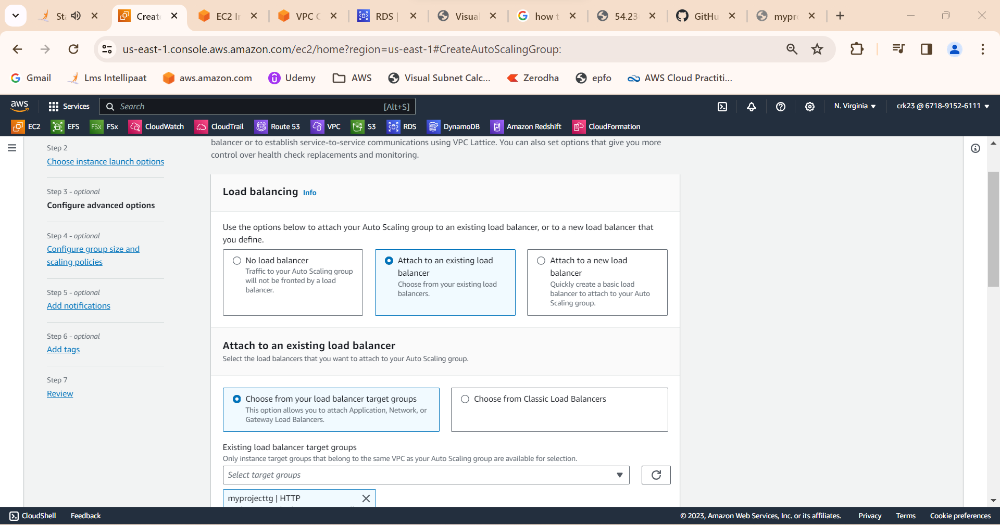 Sta
Creat
EC2 In
VPC C
RDS |
Visual
how t
54.23
GitHu
mypro
us-east-1.console.aws.amazon.com/ec2/home?region=us-east-1#CreateAutoScalingGroup:
Gmail
Lms Intellipaat
aws.amazon.com
Udemy
AWS
Visual Subnet Calc...
Zerodha
epfo
AWS Cloud Practiti...
aws
Services
Search
[Alt+S]
N. Virginia
crk23 @ 6718-9152-6111
EC2
EFS
FSx
FSx
CloudWatch
CloudTrail
Route 53
VPC
S3
RDS
DynamoDB
Amazon Redshift
CloudFormation
Step 2
Choose instance launch options
Step 3 - optional
Configure advanced options
Step 4 - optional
Configure group size and
scaling policies
Step 5 - optional
Add notifications
Step 6 - optional
Add tags
Step 7
Review
balancer or to establish service-to-service communications using VPC Lattice. You can also set options that give you more
control over health check replacements and monitoring.
Load balancing Info
Use the options below to attach your Auto Scaling group to an existing load balancer, or to a new load balancer that
you define.
No load balancer
Traffic to your Auto Scaling group
will not be fronted by a load
balancer.
Attach to an existing load
balancer
Choose from your existing load
balancers.
Attach to a new load
balancer
Quickly create a basic load
balancer to attach to your Auto
Scaling group.
Attach to an existing load balancer
Select the load balancers that you want to attach to your Auto Scaling group.
Choose from your load balancer target groups
This option allows you to attach Application, Network, or
Gateway Load Balancers.
Choose from Classic Load Balancers
Existing load balancer target groups
Only instance target groups that belong to the same VPC as your Auto Scaling group are available for selection.
Select target groups
myprojecttg | HTTP
CloudShell
Feedback
© 2023, Amazon Web Services, Inc. or its affiliates.
Privacy
Terms
Cookie preferences